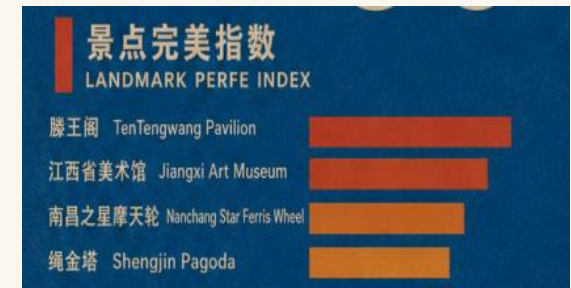 景点完美指数
LANDMARK PERFE INDEX
滕王阁 TenTengwang Pavilion
江西省美术馆 Jiangxi Art Museum
南昌之星摩天轮 Nanchang Star Ferris Wheel
绳金塔 Shengjin Pagoda